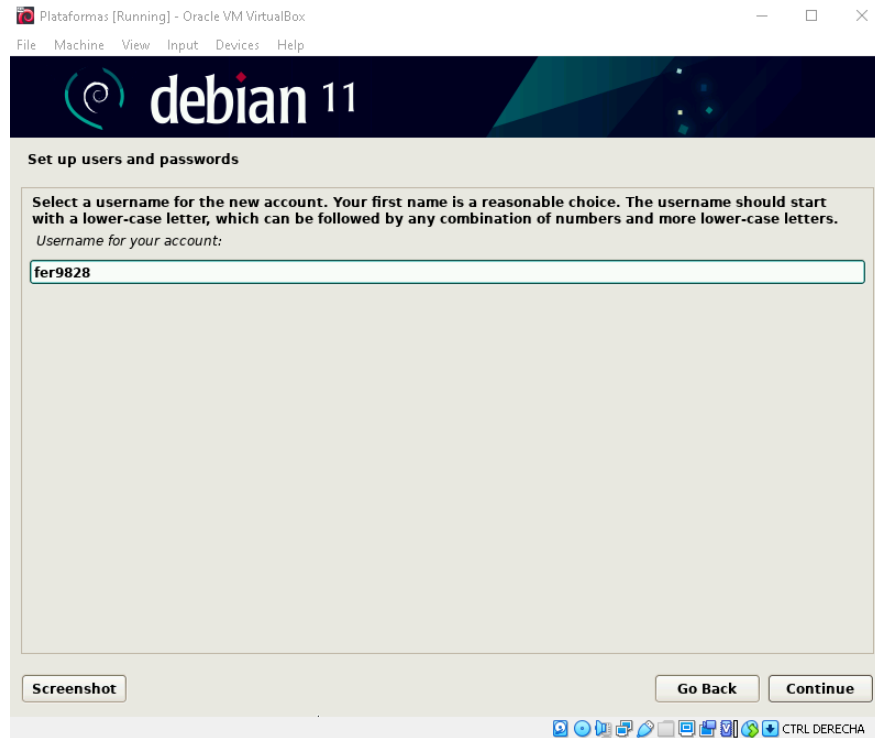 Plataformas [Running] - Oracle VM VirtualBox
File Machine View Input Devices Help
debian 11
Set up users and passwords
Select a username for the new account. Your first name is a reasonable choice. The username should start
with a lower-case letter, which can be followed by any combination of numbers and more lower-case letters.
Username for your account:
fer9828
Screenshot Go Back Continue
CTRL DERECHA